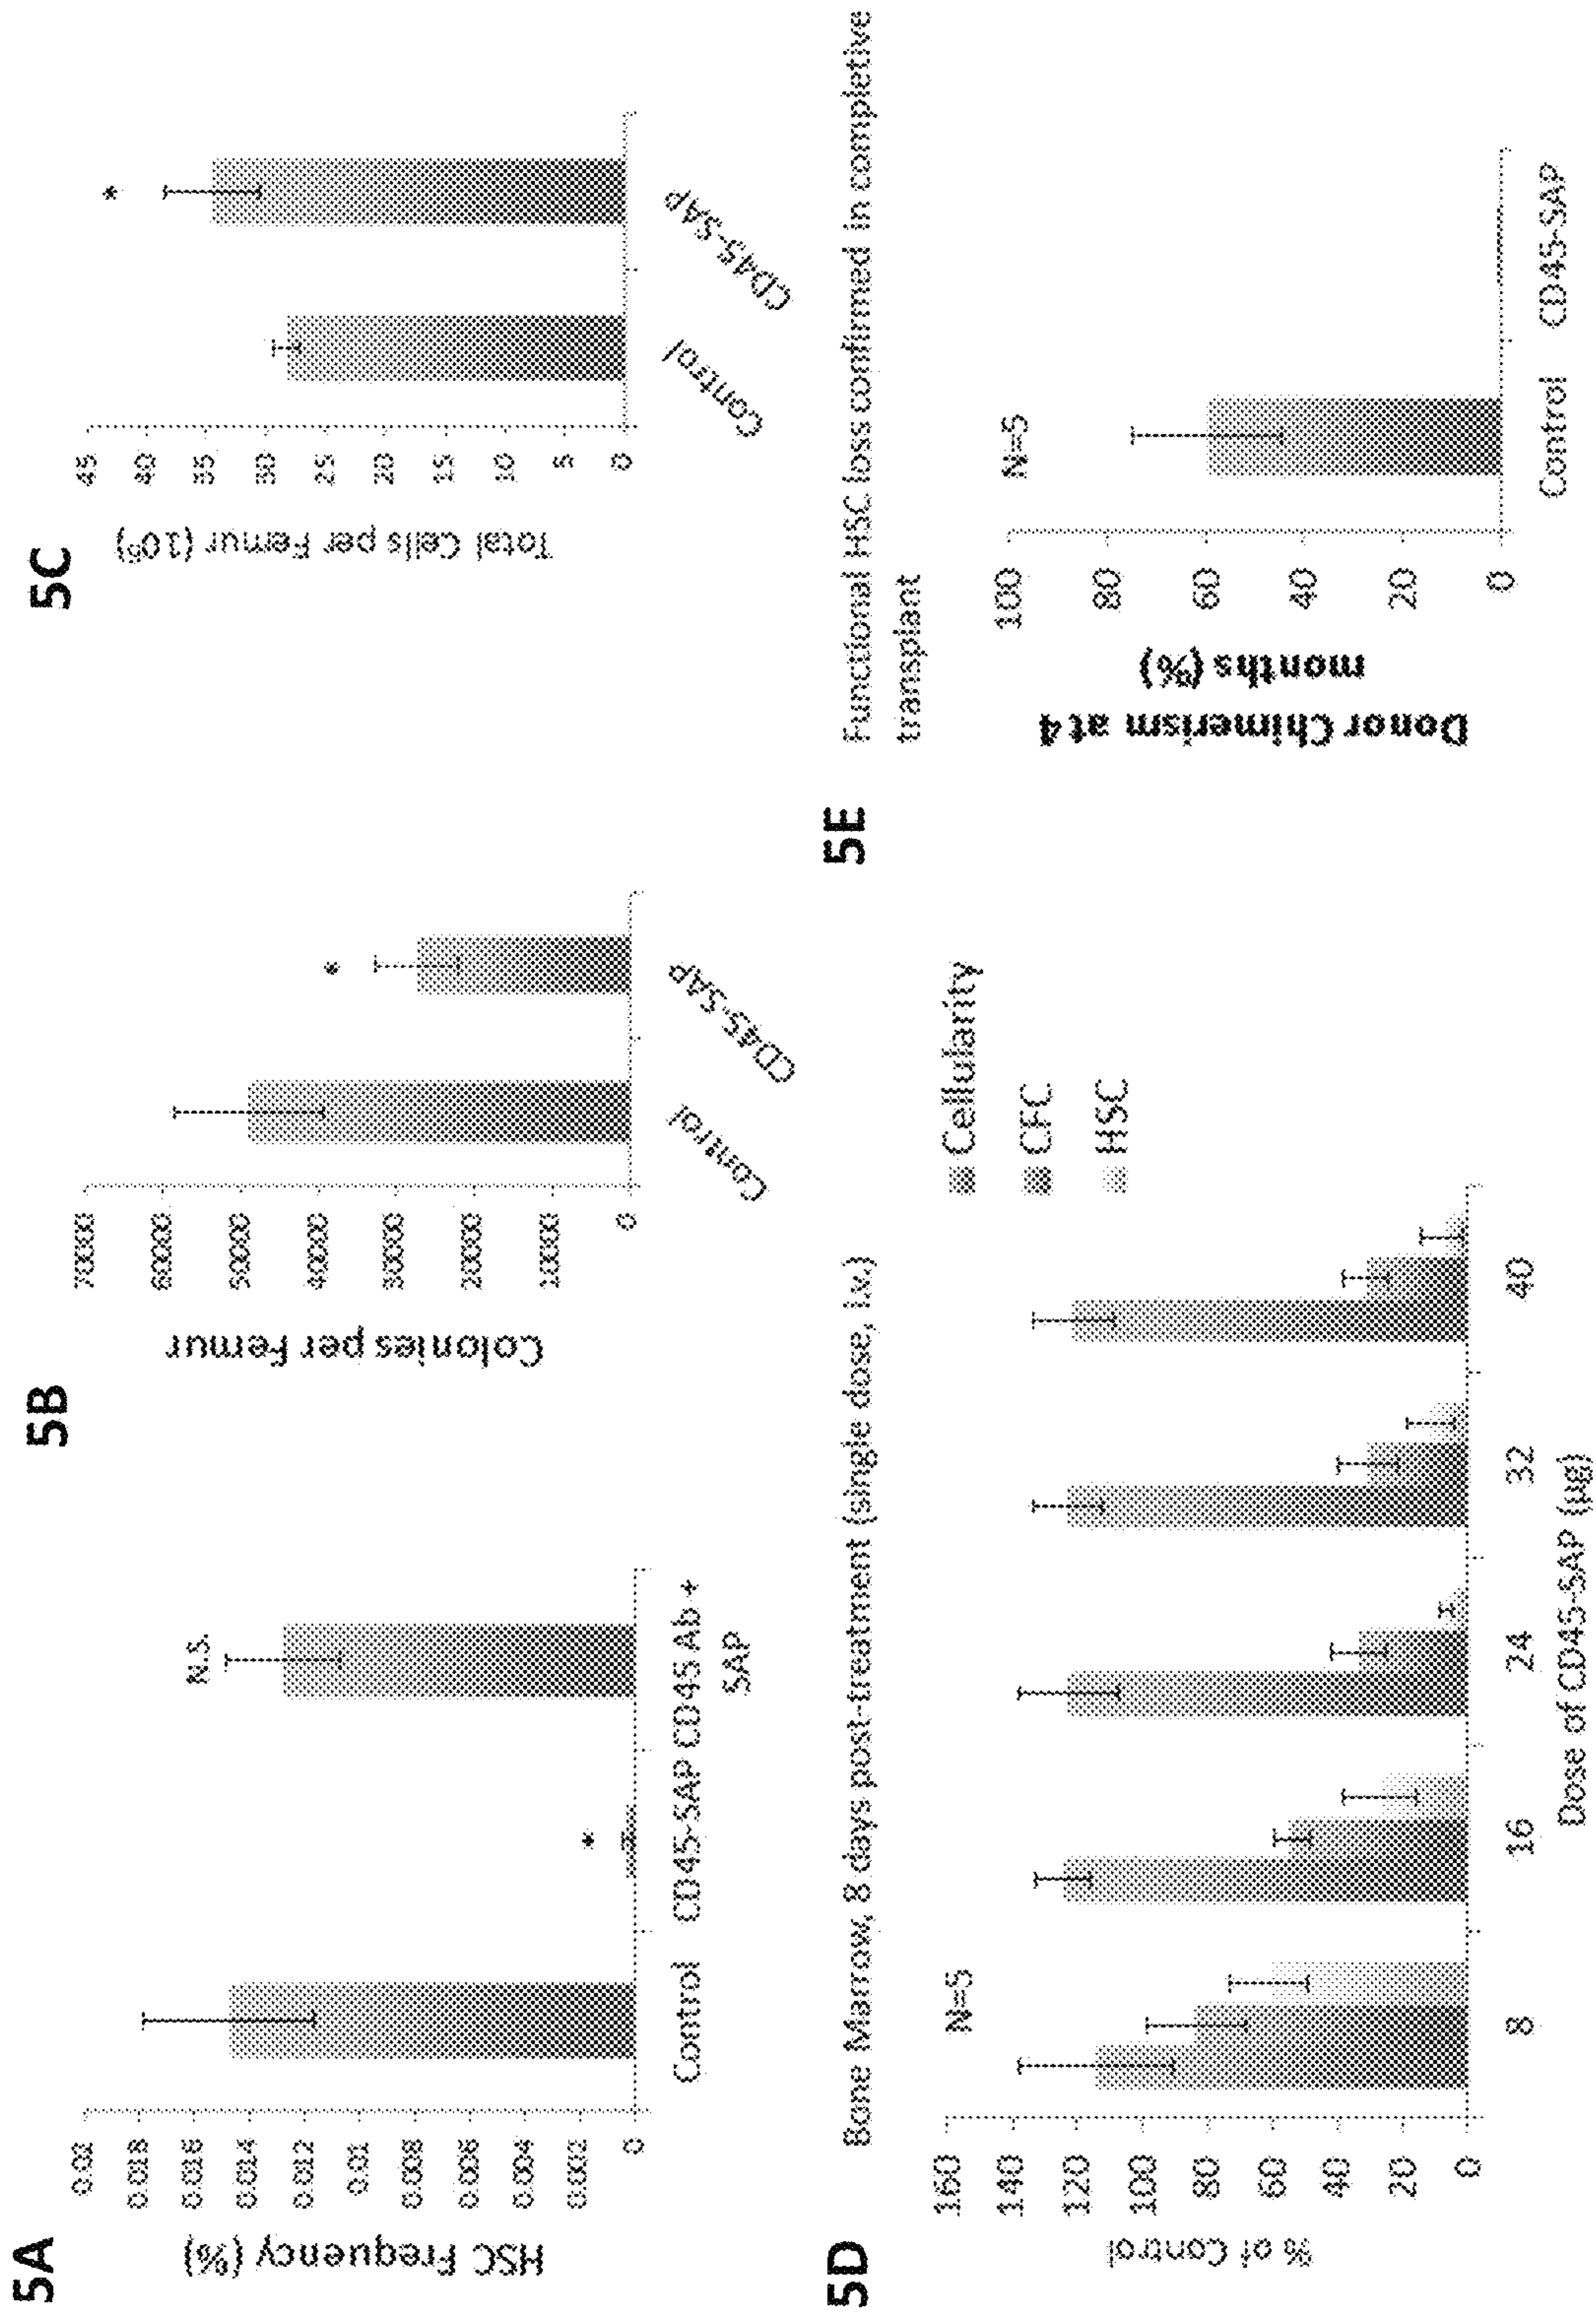 5A
HSC Frequency (%)
0.02
0.018
0.016
0.014
0.012
0.01
0.008
0.006
0.004
0.002
0
*
N.S.
Control
CD45-SAP
CD45 Ab +
SAP
5B
Colonies per Femur
70000
60000
50000
40000
30000
20000
10000
0
*
Control
CD45-SAP
5C
Total Cells per Femur (10⁶)
45
40
35
30
25
20
15
10
5
0
*
Control
CD45-SAP
5D
Bone Marrow, 8 days post-treatment (single dose, i.v.)
% of Control
160
140
120
100
80
60
40
20
0
N=5
Cellularity
CFC
HSC
8
16
24
32
40
Dose of CD45-SAP (µg)
5E
Functional HSC loss confirmed in completive
transplant
Donor Chimerism at 4
months (%)
100
80
60
40
20
0
N=5
Control
CD45-SAP